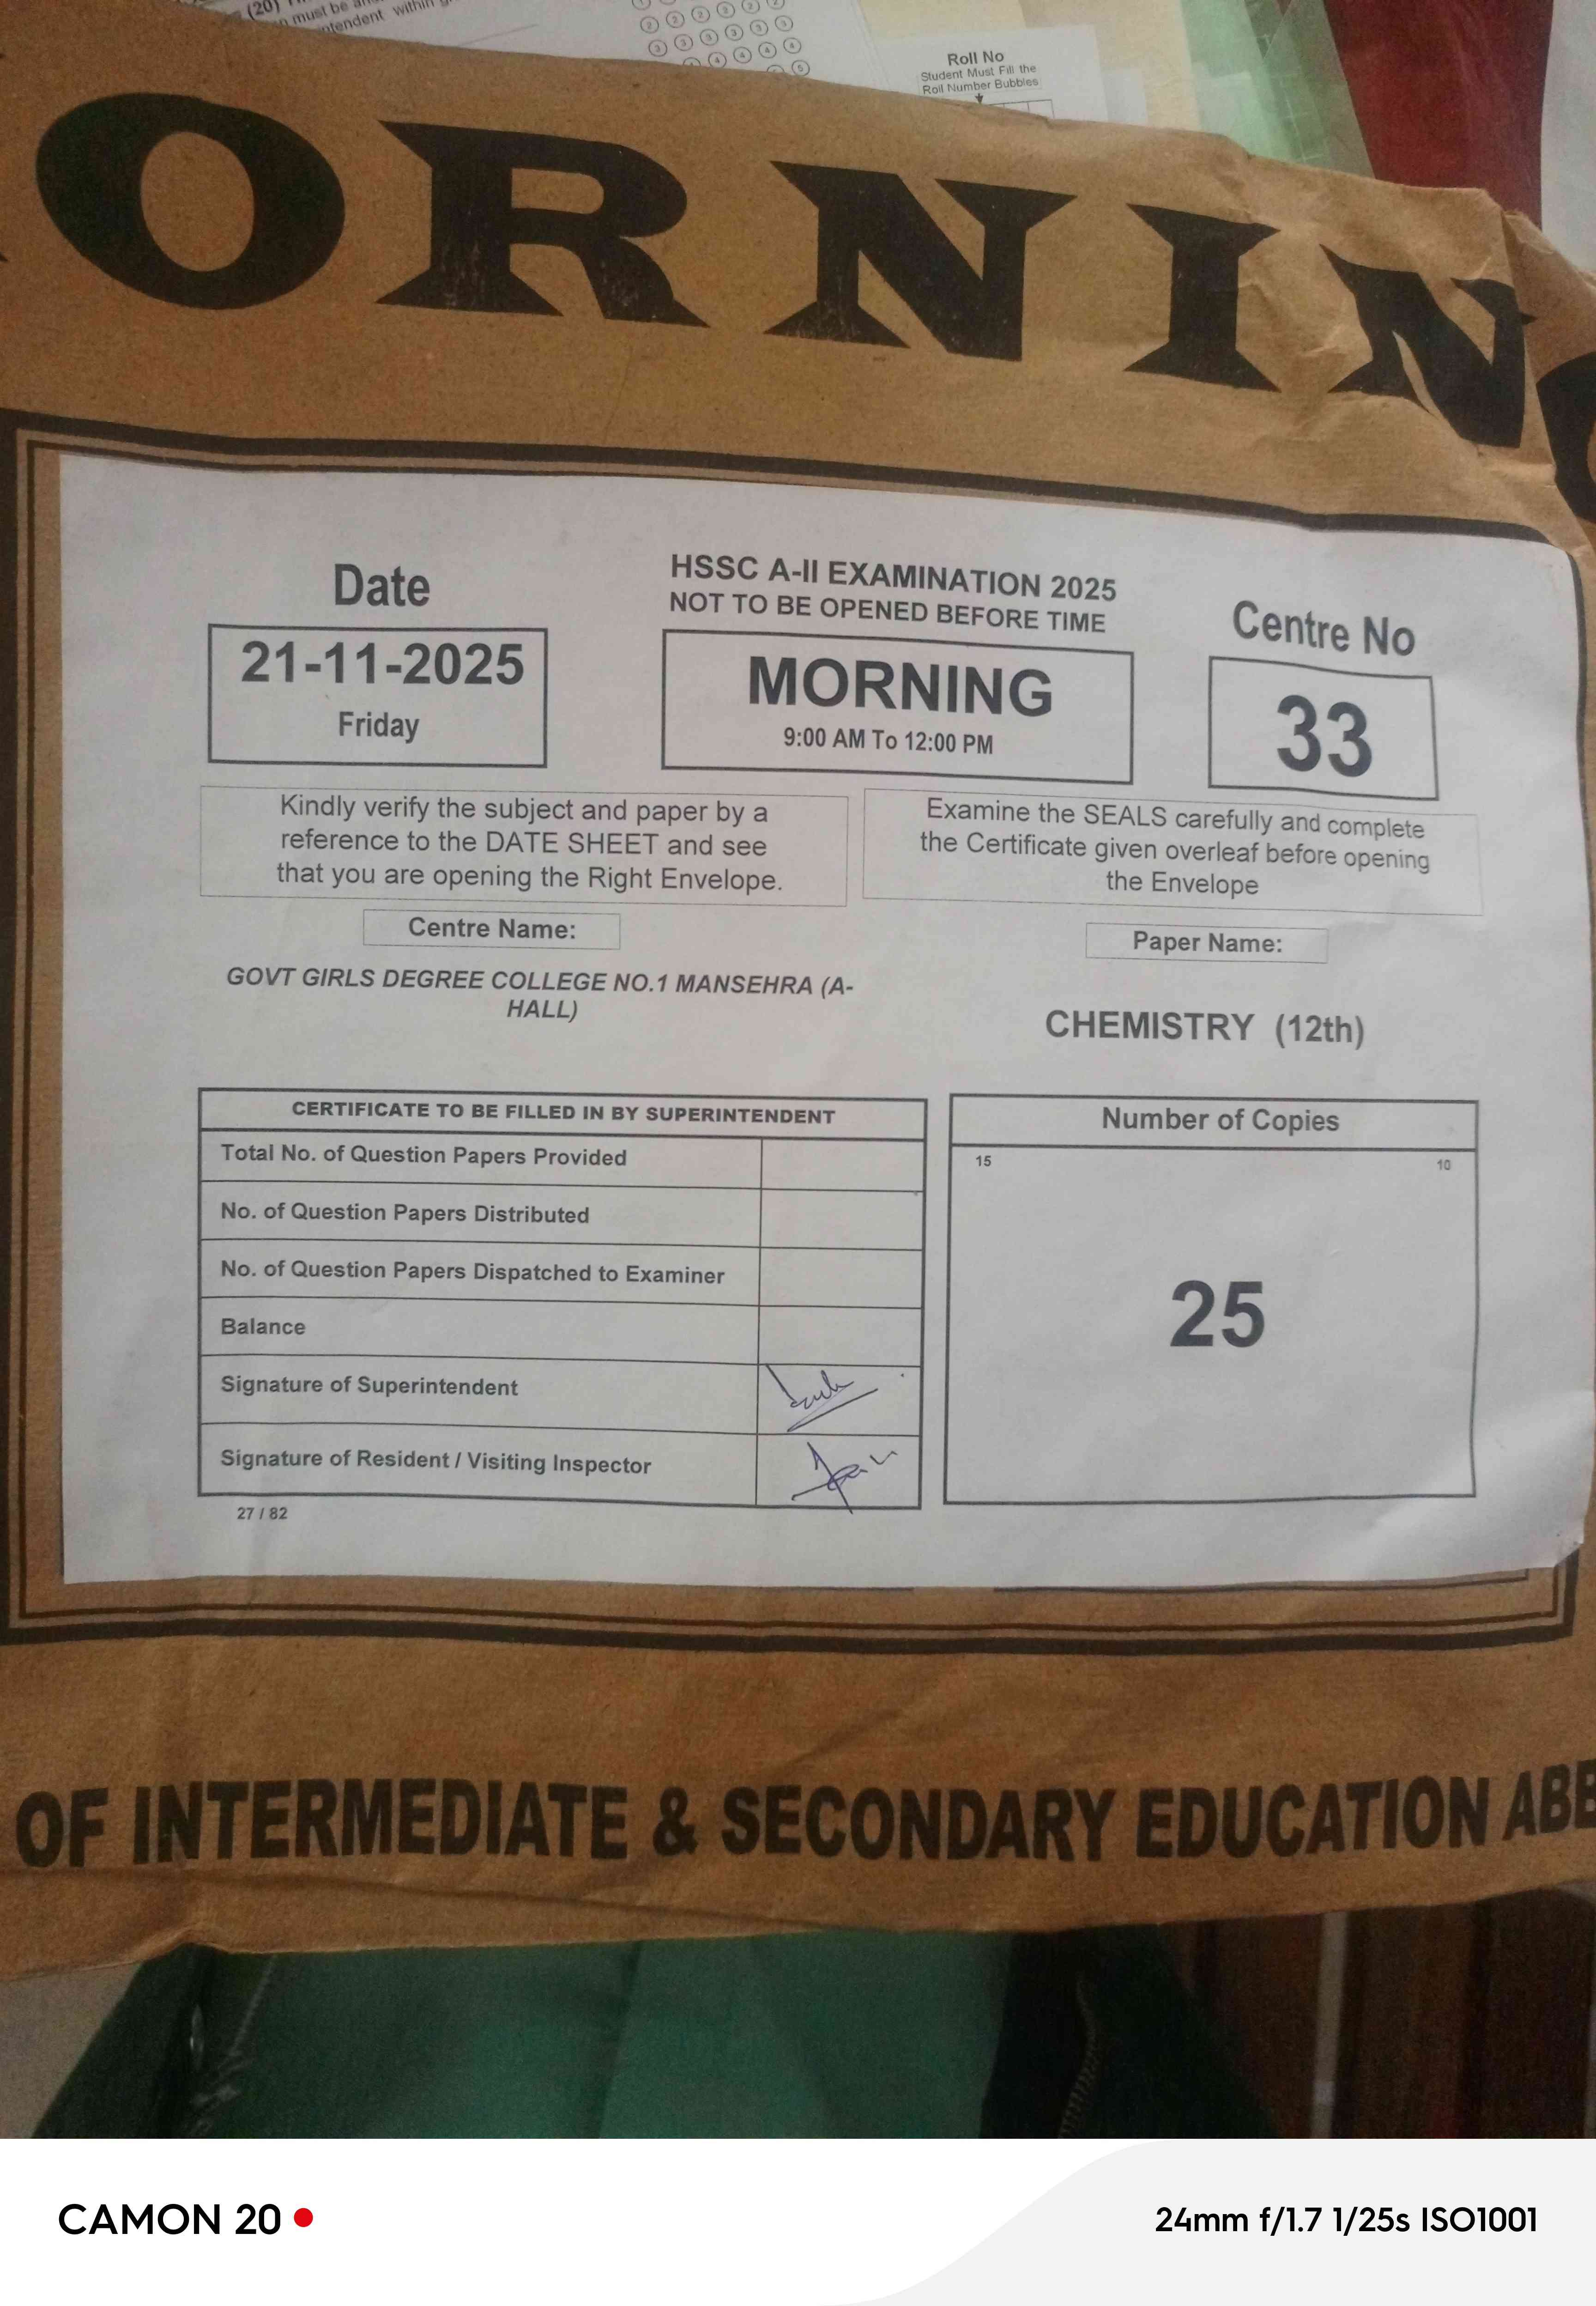 (20)
must be
intendent within
Roll No
Student Must Fill the
Roll Number Bubbles
ORNING
Date
21-11-2025
Friday
HSSC A-II EXAMINATION 2025
NOT TO BE OPENED BEFORE TIME
MORNING
9:00 AM To 12:00 PM
Centre No
33
Kindly verify the subject and paper by a
reference to the DATE SHEET and see
that you are opening the Right Envelope.
Examine the SEALS carefully and complete
the Certificate given overleaf before opening
the Envelope
Centre Name:
GOVT GIRLS DEGREE COLLEGE NO.1 MANSEHRA (A-
HALL)
Paper Name:
CHEMISTRY (12th)
CERTIFICATE TO BE FILLED IN BY SUPERINTENDENT
Total No. of Question Papers Provided
No. of Question Papers Distributed
No. of Question Papers Dispatched to Examiner
Balance
Signature of Superintendent
Signature of Resident / Visiting Inspector
27 / 82
Number of Copies
15 10
25
OF INTERMEDIATE & SECONDARY EDUCATION ABB
CAMON 20
24mm f/1.7 1/25s ISO1001